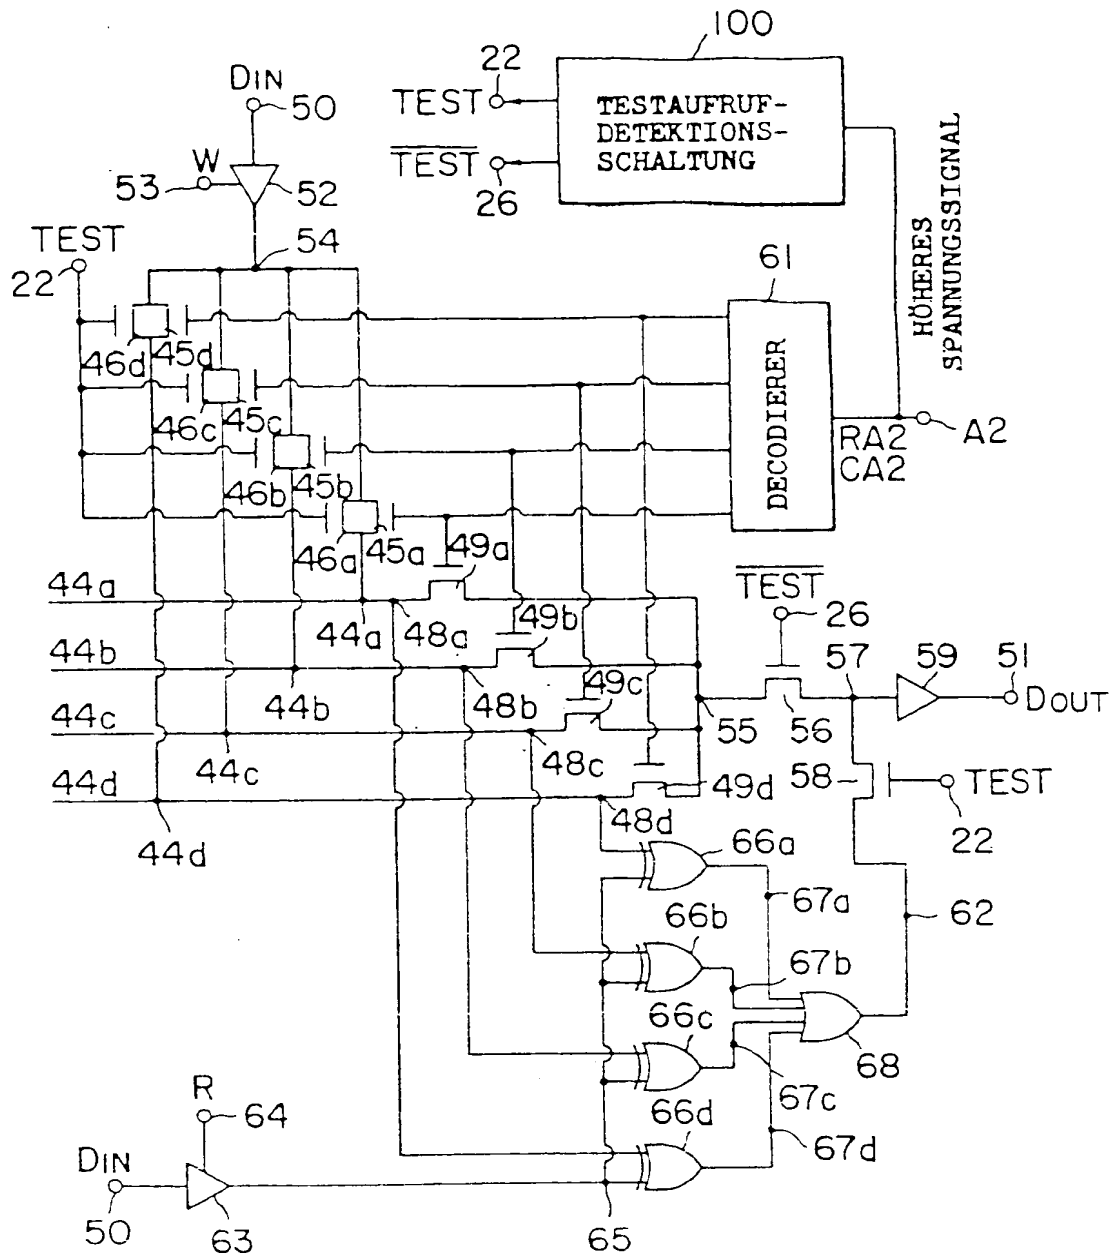 100
22
TEST
TESTAUFRUF-
DETEKTIONS-
SCHALTUNG
TEST
26
HÖHERES
SPANNUNGSSIGNAL
DIN
50
W
53
52
54
TEST
22
61
DECODIERER
RA2
CA2
A2
46d
45d
46c
45c
46b
45b
46a
45a
49a
44a
44a
48a
49b
TEST
26
44b
44b
48b
49c
57
59
51
DOUT
44c
44c
48c
55
56
58
TEST
22
44d
44d
48d
49d
66a
67a
62
66b
67b
66c
68
67c
66d
67d
R
64
DIN
50
63
65